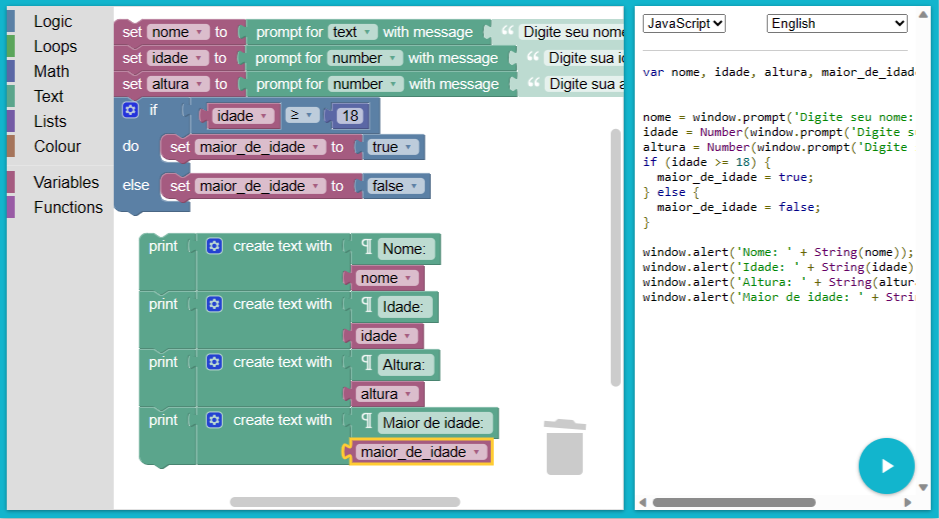 Logic
Loops
Math
Text
Lists
Colour
Variables
Functions
set nome to prompt for text with message “ Digite seu nome
set idade to prompt for number with message “ Digite sua
set altura to prompt for number with message “ Digite sua
if idade ≥ 18
do set maior_de_idade to true
else set maior_de_idade to false
print create text with ¶ Nome:
nome
print create text with ¶ Idade:
idade
print create text with ¶ Altura:
altura
print create text with ¶ Maior de idade:
maior_de_idade
JavaScript English
var nome, idade, altura, maior_de_idade
nome = window.prompt('Digite seu nome:
idade = Number(window.prompt('Digite s
altura = Number(window.prompt('Digite
if (idade >= 18) {
maior_de_idade = true;
} else {
maior_de_idade = false;
}
window.alert('Nome: ' + String(nome));
window.alert('Idade: ' + String(idade)
window.alert('Altura: ' + String(altur
window.alert('Maior de idade: ' + Stri